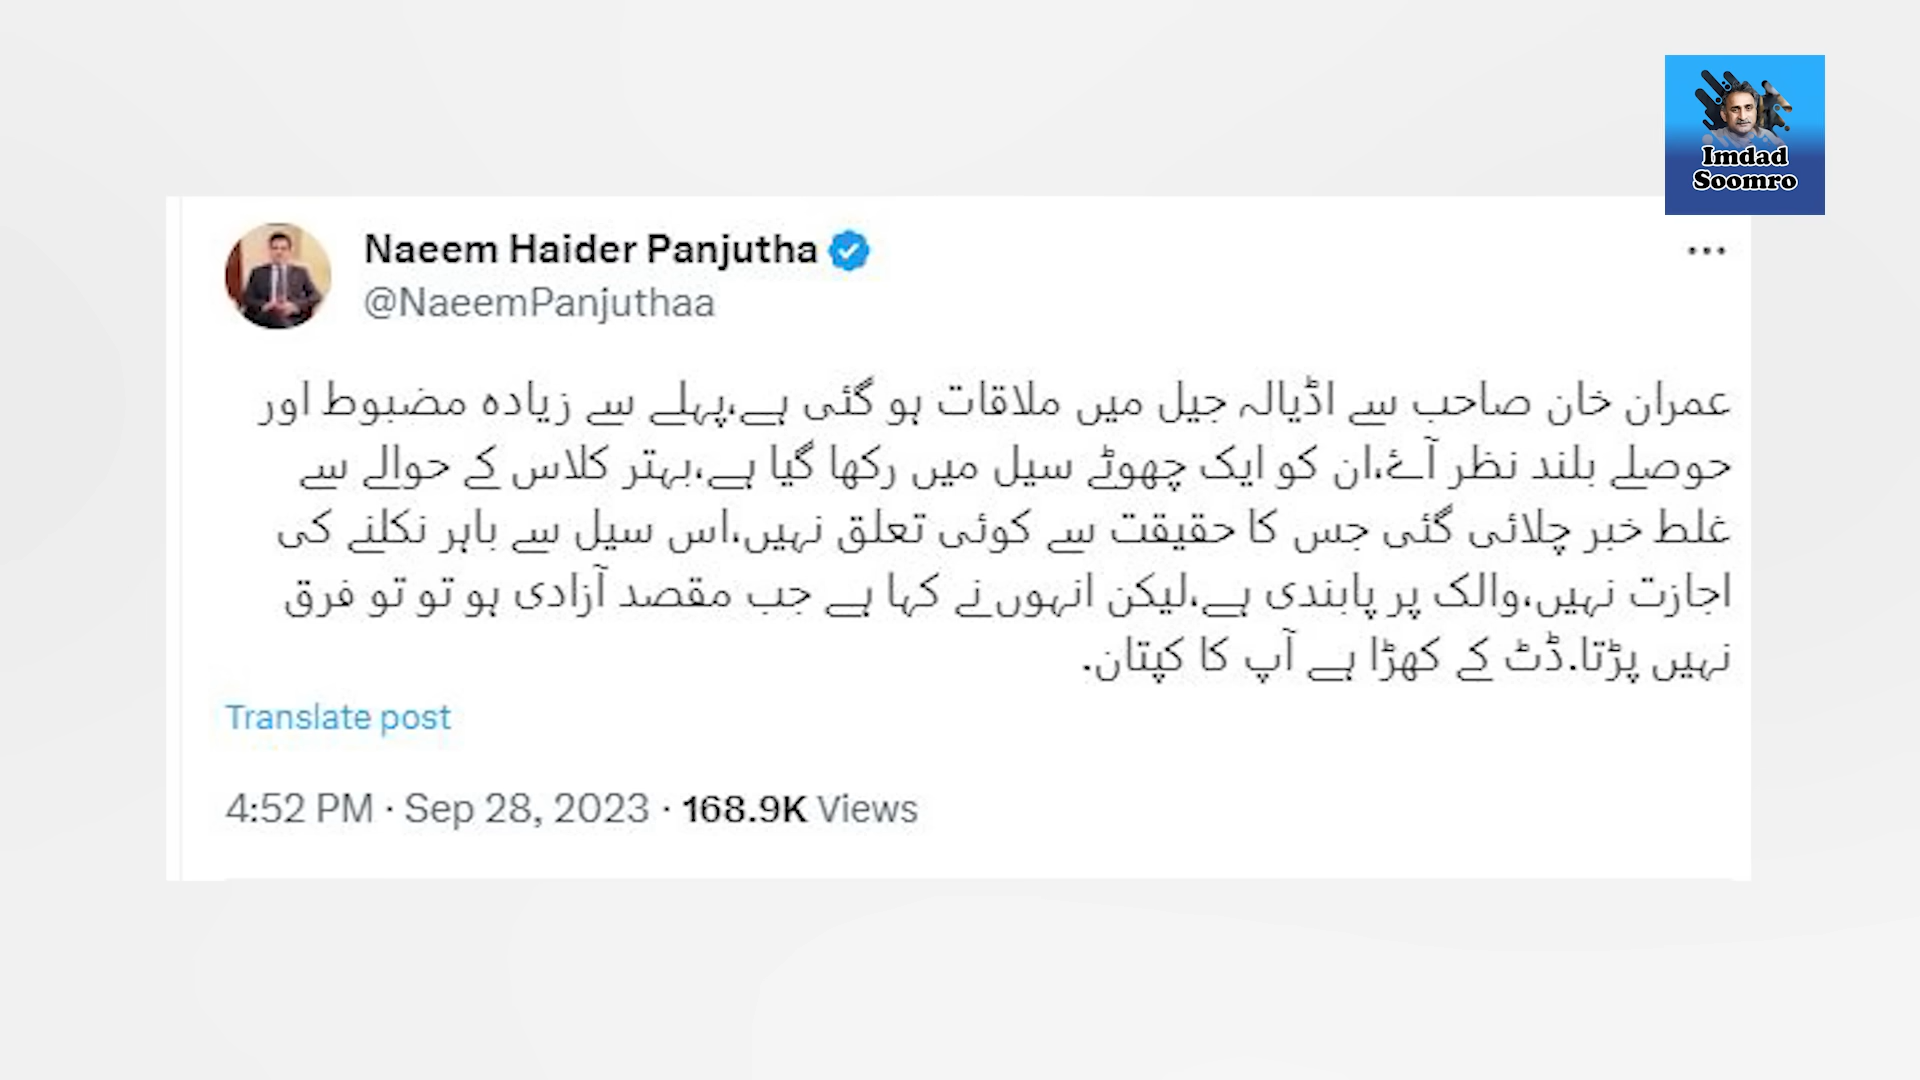 Imdad
Soomro
Naeem Haider Panjutha
@NaeemPanjuthaa
عمران خان صاحب سے اڈیالہ جیل میں ملاقات ہو گئی ہے،پہلے سے زیادہ مضبوط اور
حوصلے بلند نظر آۓ،ان کو ایک چھوٹے سیل میں رکھا گیا ہے،بہتر کلاس کے حوالے سے
غلط خبر چلائی گئی جس کا حقیقت سے کوئی تعلق نہیں،اس سیل سے باہر نکلنے کی
اجازت نہیں،والک پر پابندی ہے،لیکن انہوں نے کہا ہے جب مقصد آزادی ہو تو تو فرق
نہیں پڑتا.ڈٹ کے کھڑا ہے آپ کا کپتان.
Translate post
4:52 PM · Sep 28, 2023 · 168.9K Views